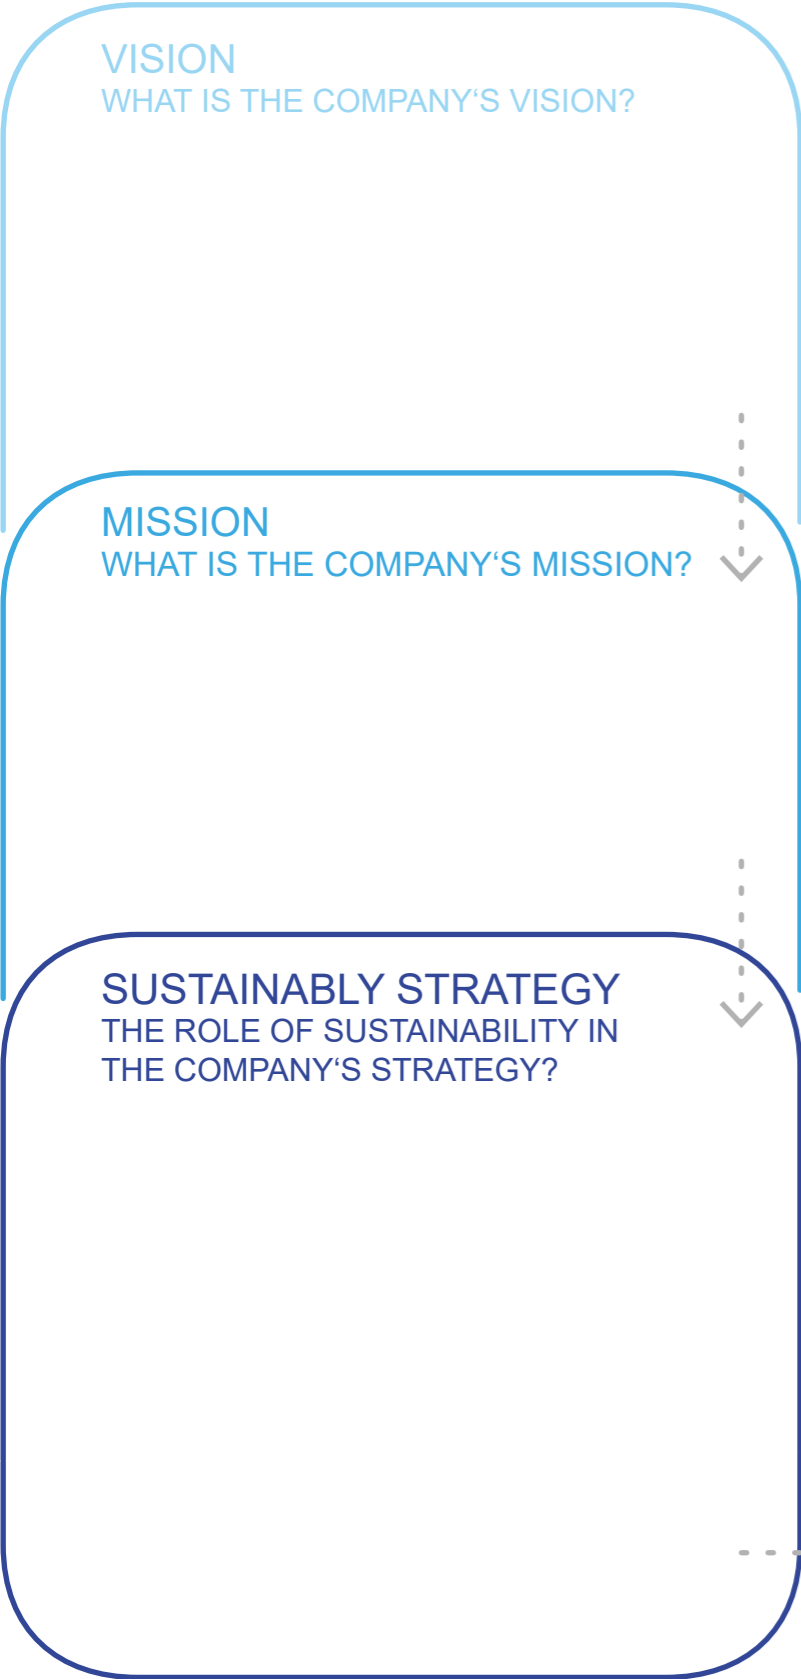 VISION
WHAT IS THE COMPANY‘S VISION?
MISSION
WHAT IS THE COMPANY‘S MISSION?
SUSTAINABLY STRATEGY
THE ROLE OF SUSTAINABILITY IN
THE COMPANY‘S STRATEGY?